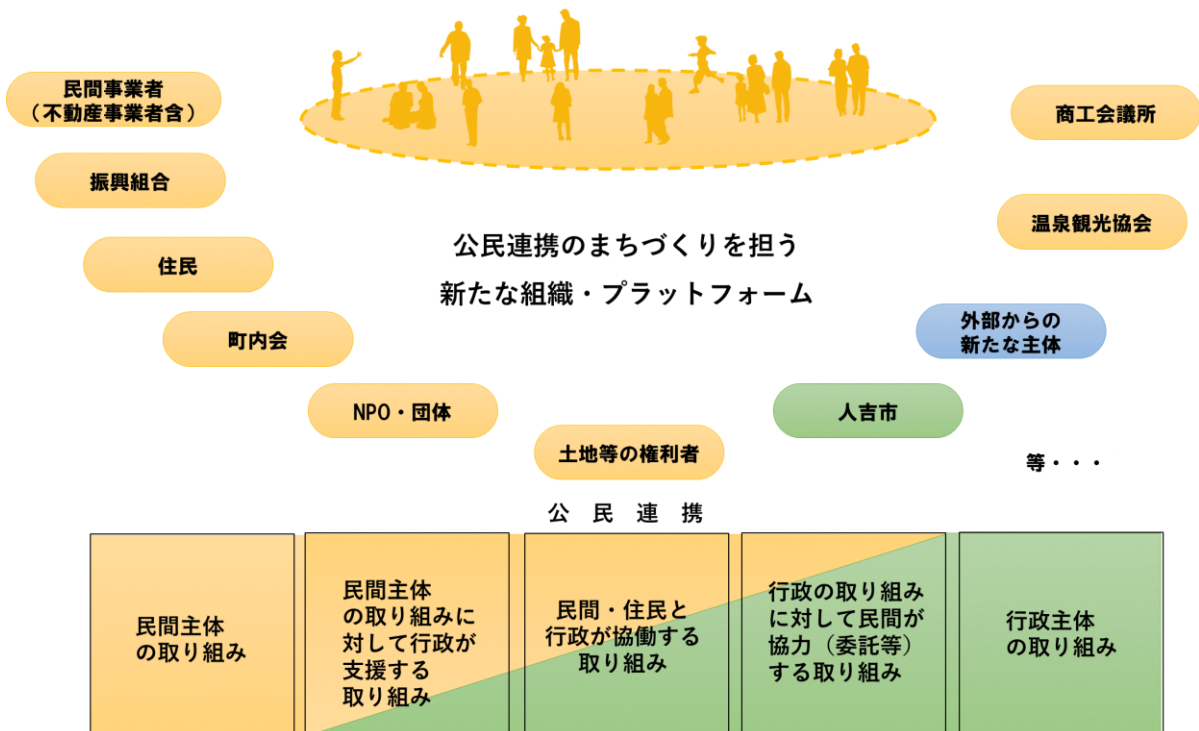 民間事業者
（不動産事業者含）
商工会議所
振興組合
温泉観光協会
住民
公民連携のまちづくりを担う
新たな組織・プラットフォーム
町内会
外部からの
新たな主体
NPO・団体
人吉市
土地等の権利者
等・・・
公民連携
民間主体
の取り組み
民間主体
の取り組みに
対して行政が
支援する
取り組み
民間・住民と
行政が協働する
取り組み
行政の取り組み
に対して民間が
協力（委託等）
する取り組み
行政主体
の取り組み